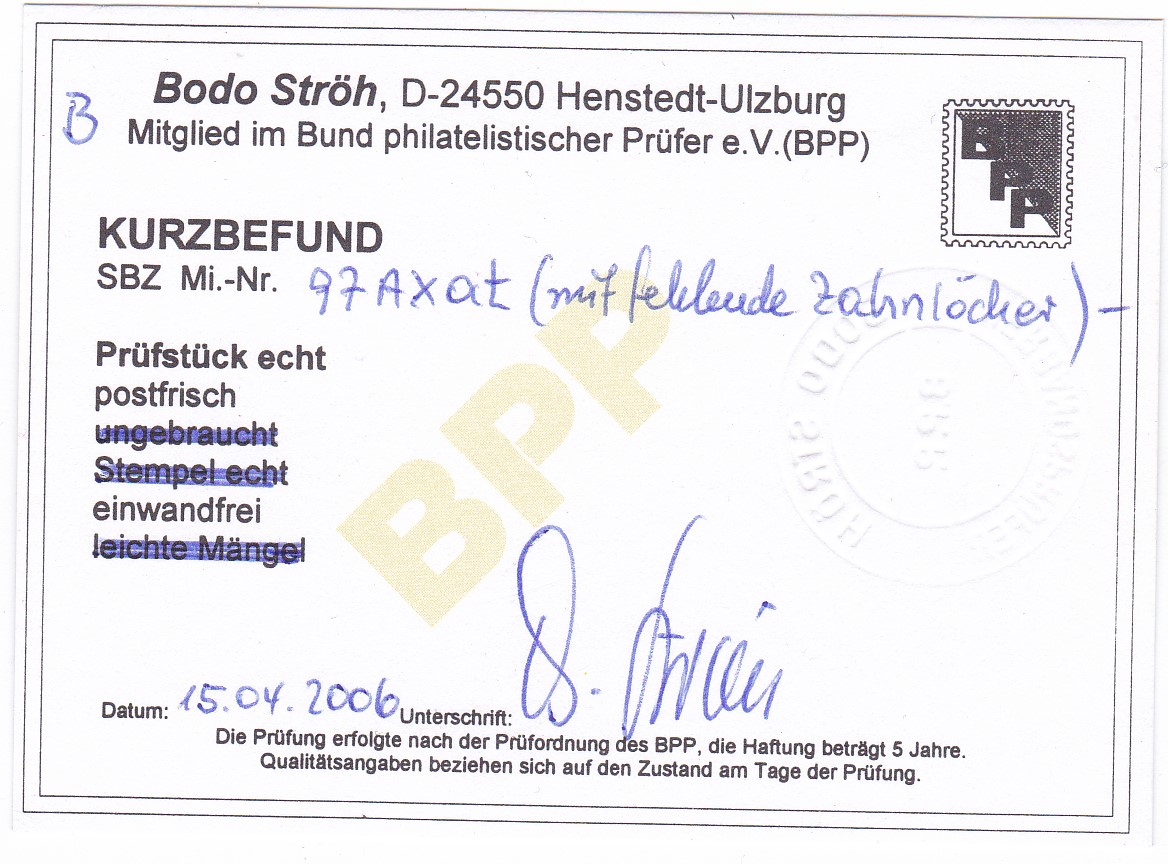 B
Bodo Ströh, D-24550 Henstedt-Ulzburg
Mitglied im Bund philatelistischer Prüfer e.V.(BPP)
BPP
KURZBEFUND
SBZ Mi.-Nr. 97AXat (mit fehlende Zahnlöcher) –
Prüfstück echt
postfrisch
ungebraucht
Stempel echt
einwandfrei
leichte Mängel
BPP
Datum: 15.04.2006 Unterschrift: B. Ströh
Die Prüfung erfolgte nach der Prüfordnung des BPP, die Haftung beträgt 5 Jahre.
Qualitätsangaben beziehen sich auf den Zustand am Tage der Prüfung.